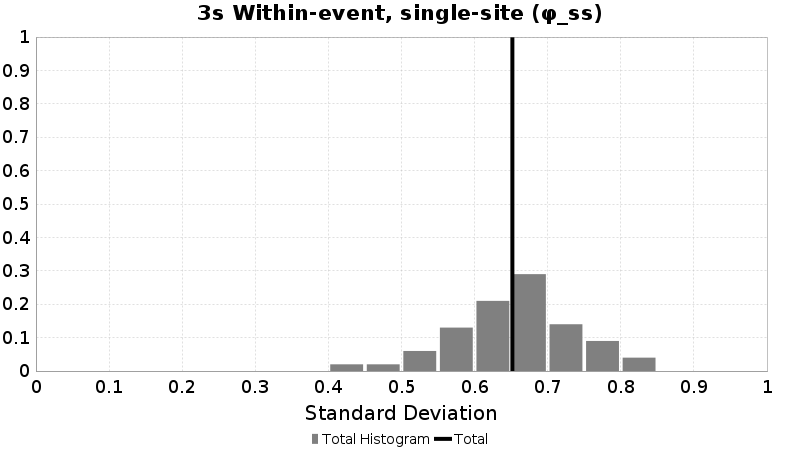 3s Within-event, single-site (φ_ss)
1
0.9
0.8
0.7
0.6
0.5
0.4
0.3
0.2
0.1
0
0 0.1 0.2 0.3 0.4 0.5 0.6 0.7 0.8 0.9 1
Standard Deviation
Total Histogram Total